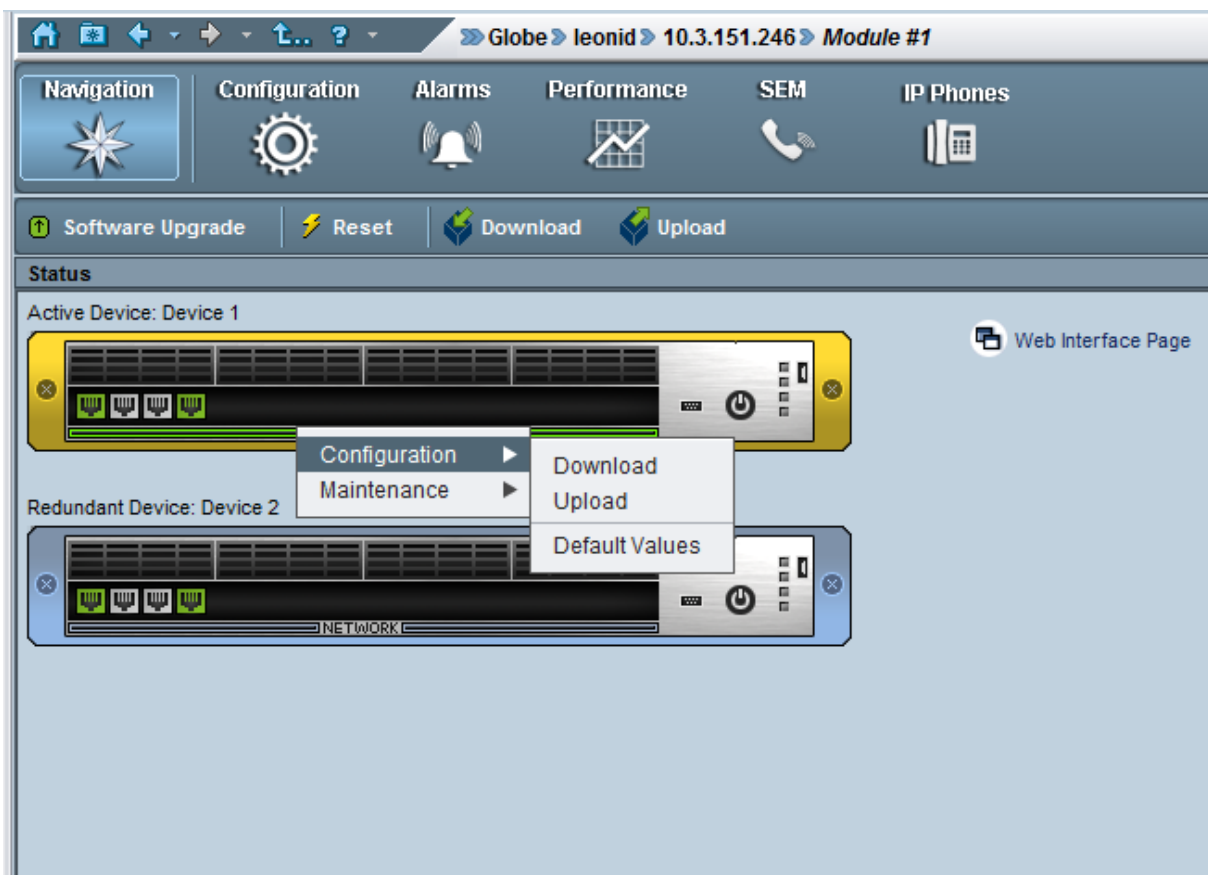 Globe leonid 10.3.151.246 Module #1
Navigation Configuration Alarms Performance SEM IP Phones
Software Upgrade Reset Download Upload
Status
Active Device: Device 1
Web Interface Page
Configuration
Maintenance
Download
Upload
Default Values
Redundant Device: Device 2
NETWORK